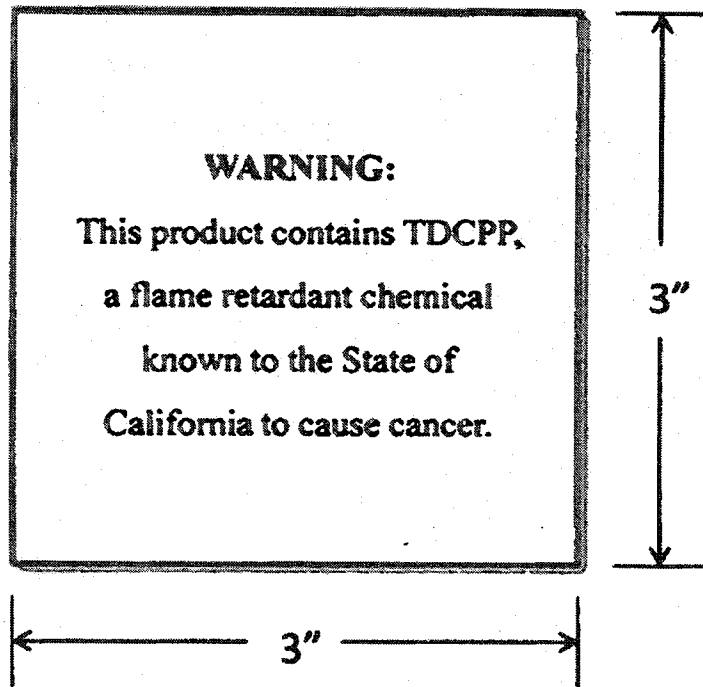 WARNING:
This product contains TDCPP,
a flame retardant chemical
known to the State of
California to cause cancer.
3"
3"